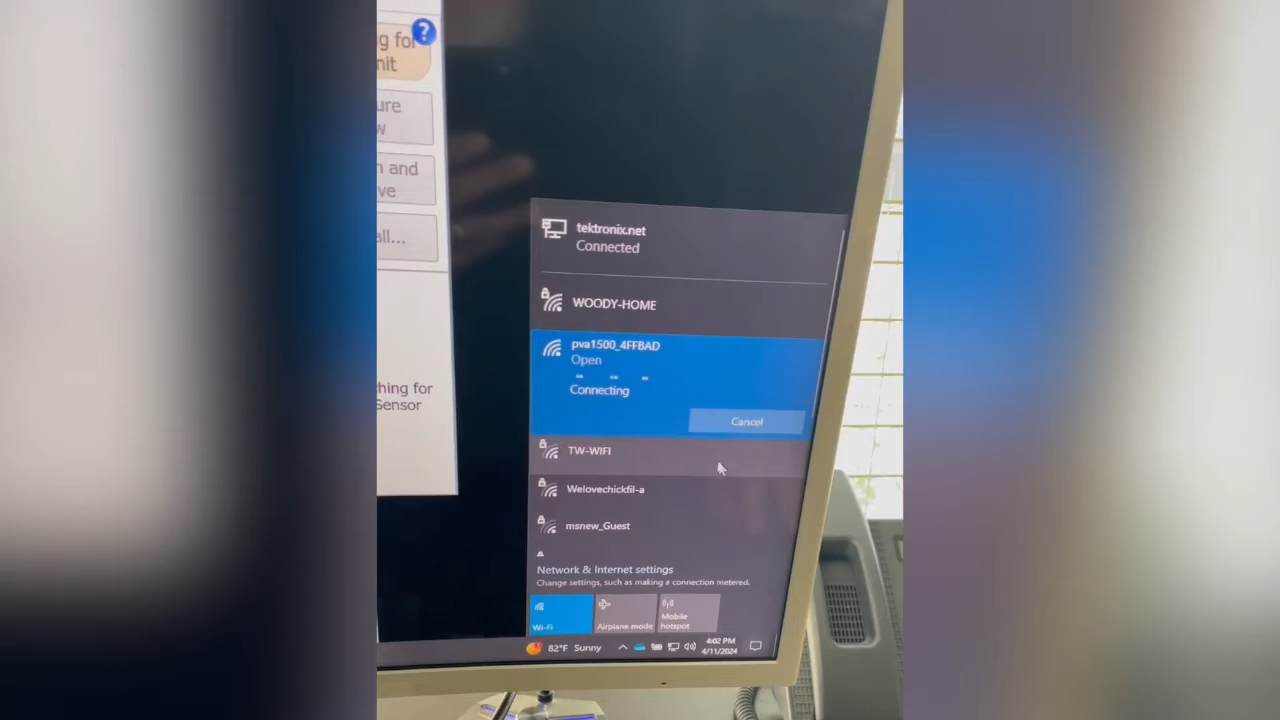 ?
g for
nit
ure
w
n and
ve
all...
hing for
Sensor
tektronix.net
Connected
WOODY-HOME
pva1500_4FFBAD
Open
Connecting
Cancel
TW-WIFI
Welovechickfil-a
msnew_Guest
Network & Internet settings
Change settings, such as making a connection metered.
Wi-Fi
Airplane mode
Mobile
hotspot
82°F Sunny
4:02 PM
4/11/2024